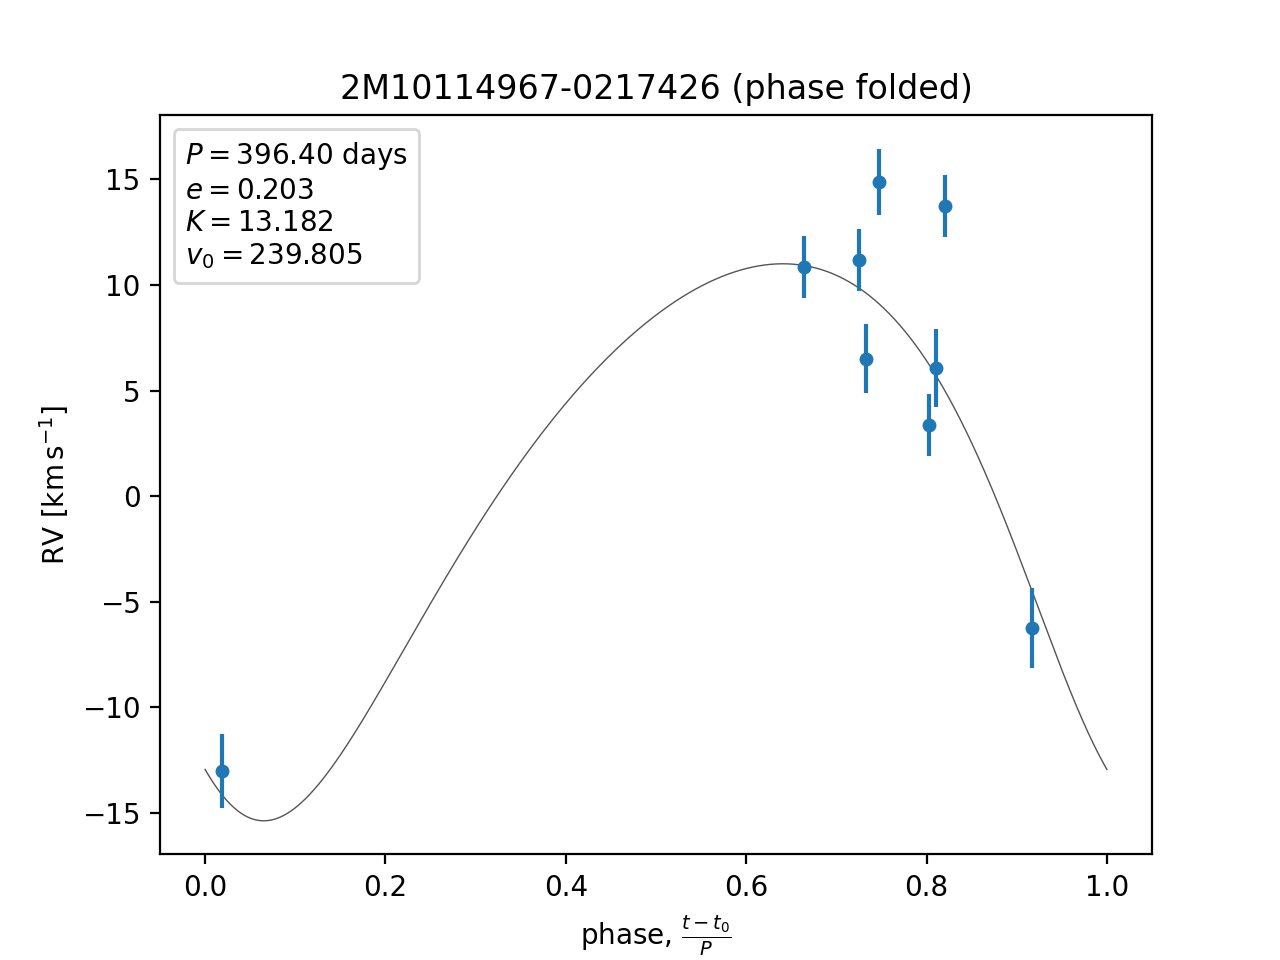 2M10114967-0217426 (phase folded)
P = 396.40 days
e = 0.203
K = 13.182
v₀ = 239.805
15
10
5
0
−5
−10
−15
RV [km s⁻¹]
0.0 0.2 0.4 0.6 0.8 1.0
phase, (t − t₀)/P